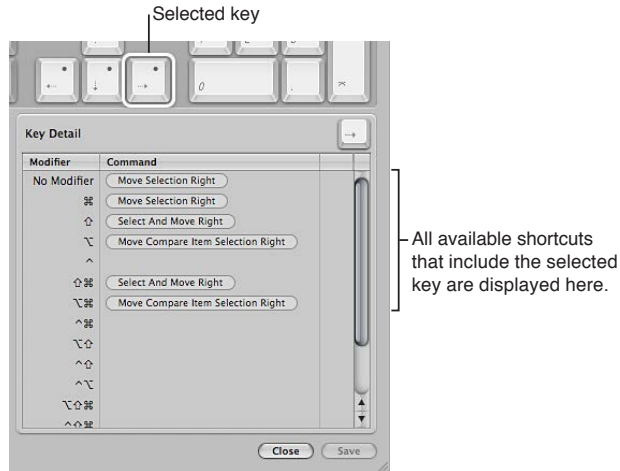 Selected key
0
.
Key Detail
Modifier Command
No Modifier Move Selection Right
⌘ Move Selection Right
⇧ Select And Move Right
⌥ Move Compare Item Selection Right
^
⇧⌘ Select And Move Right
⌥⌘ Move Compare Item Selection Right
^⌘
⌥⇧
^⇧
^⌥
⌥⇧⌘
^⇧⌘
All available shortcuts
that include the selected
key are displayed here.
Close Save